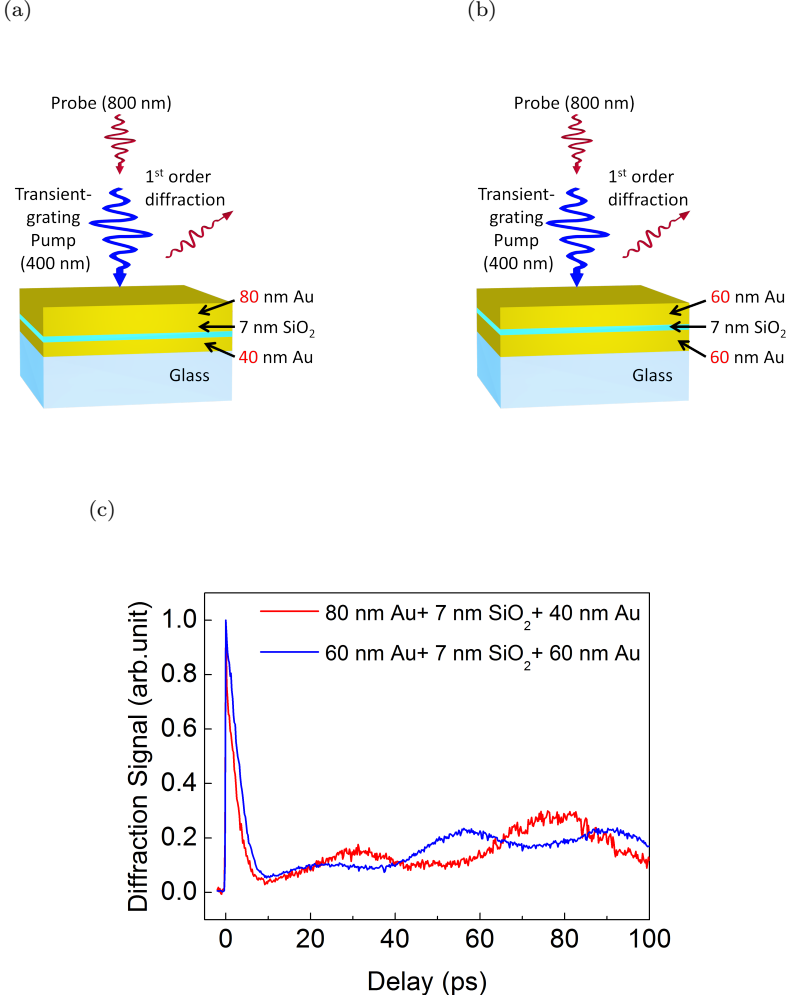 (a)
Probe (800 nm)
Transient-
grating
Pump
(400 nm)
1st order
diffraction
80 nm Au
7 nm SiO2
40 nm Au
Glass
(b)
Probe (800 nm)
Transient-
grating
Pump
(400 nm)
1st order
diffraction
60 nm Au
7 nm SiO2
60 nm Au
Glass
(c)
80 nm Au+ 7 nm SiO2+ 40 nm Au
60 nm Au+ 7 nm SiO2+ 60 nm Au
Diffraction Signal (arb.unit)
1.0
0.8
0.6
0.4
0.2
0.0
0 20 40 60 80 100
Delay (ps)